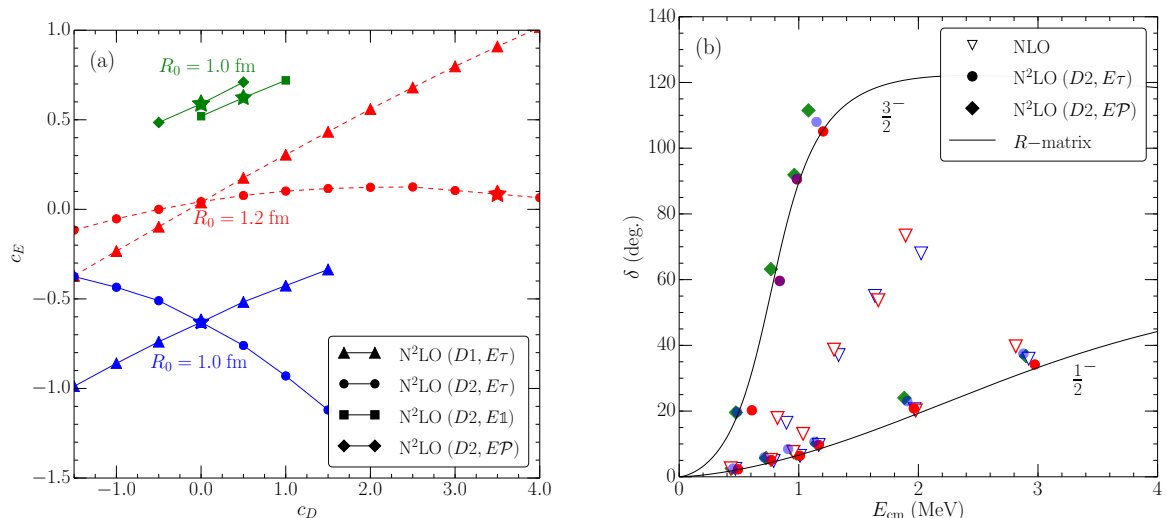 (a)
R₀ = 1.0 fm
R₀ = 1.2 fm
R₀ = 1.0 fm
N²LO (D1, Eτ)
N²LO (D2, Eτ)
N²LO (D2, E𝟙)
N²LO (D2, E𝒫)
1.0
0.5
0.0
−0.5
−1.0
−1.5
c_E
−1.0
0.0
1.0
2.0
3.0
4.0
c_D
(b)
NLO
N²LO (D2, Eτ)
N²LO (D2, E𝒫)
R−matrix
3/2⁻
1/2⁻
140
120
100
80
60
40
20
0
δ (deg.)
0
1
2
3
4
E_cm (MeV)